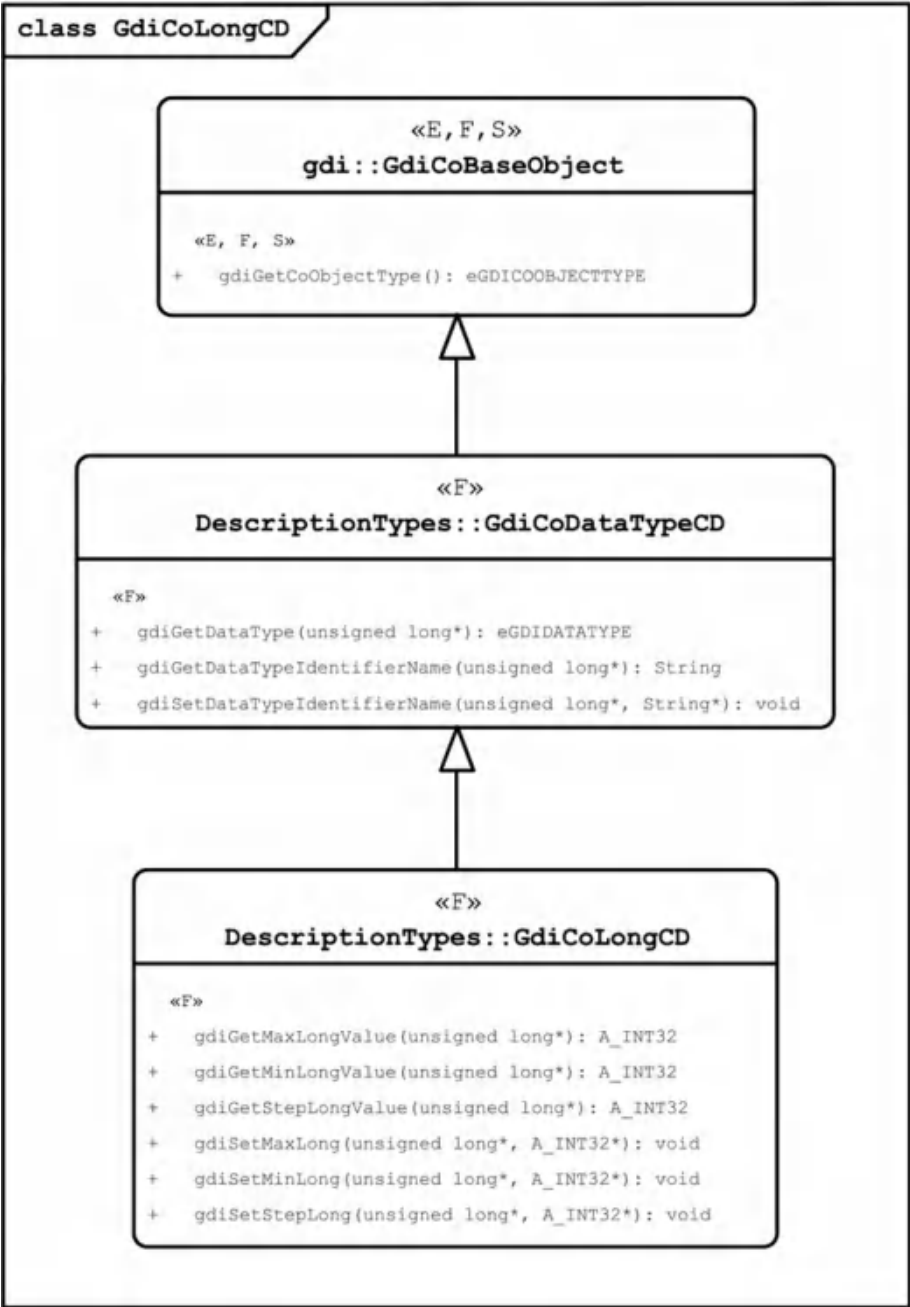 class GdiCoLongCD
«E,F,S»
gdi::GdiCoBaseObject
«E, F, S»
+ gdiGetCoObjectType(): eGDICOOBJECTTYPE
«F»
DescriptionTypes::GdiCoDataTypeCD
«F»
+ gdiGetDataType(unsigned long*): eGDIDATATYPE
+ gdiGetDataTypeIdentifierName(unsigned long*): String
+ gdiSetDataTypeIdentifierName(unsigned long*, String*): void
«F»
DescriptionTypes::GdiCoLongCD
«F»
+ gdiGetMaxLongValue(unsigned long*): A_INT32
+ gdiGetMinLongValue(unsigned long*): A_INT32
+ gdiGetStepLongValue(unsigned long*): A_INT32
+ gdiSetMaxLong(unsigned long*, A_INT32*): void
+ gdiSetMinLong(unsigned long*, A_INT32*): void
+ gdiSetStepLong(unsigned long*, A_INT32*): void